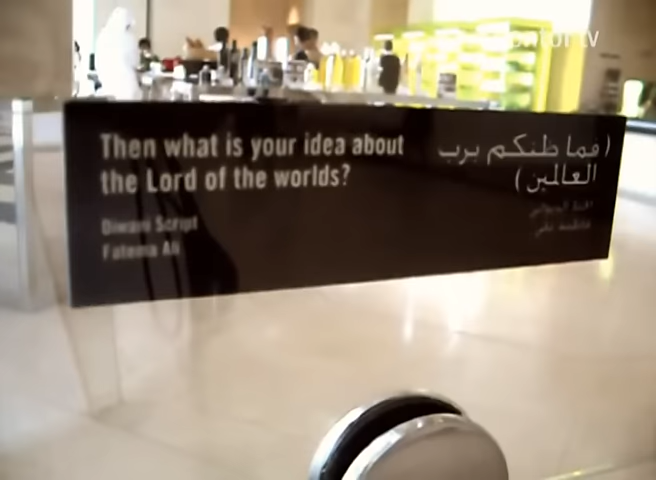 Then what is your idea about
the Lord of the worlds?
Diwani Script
Fatema Ali
(فما ظنكم برب
العالمين)